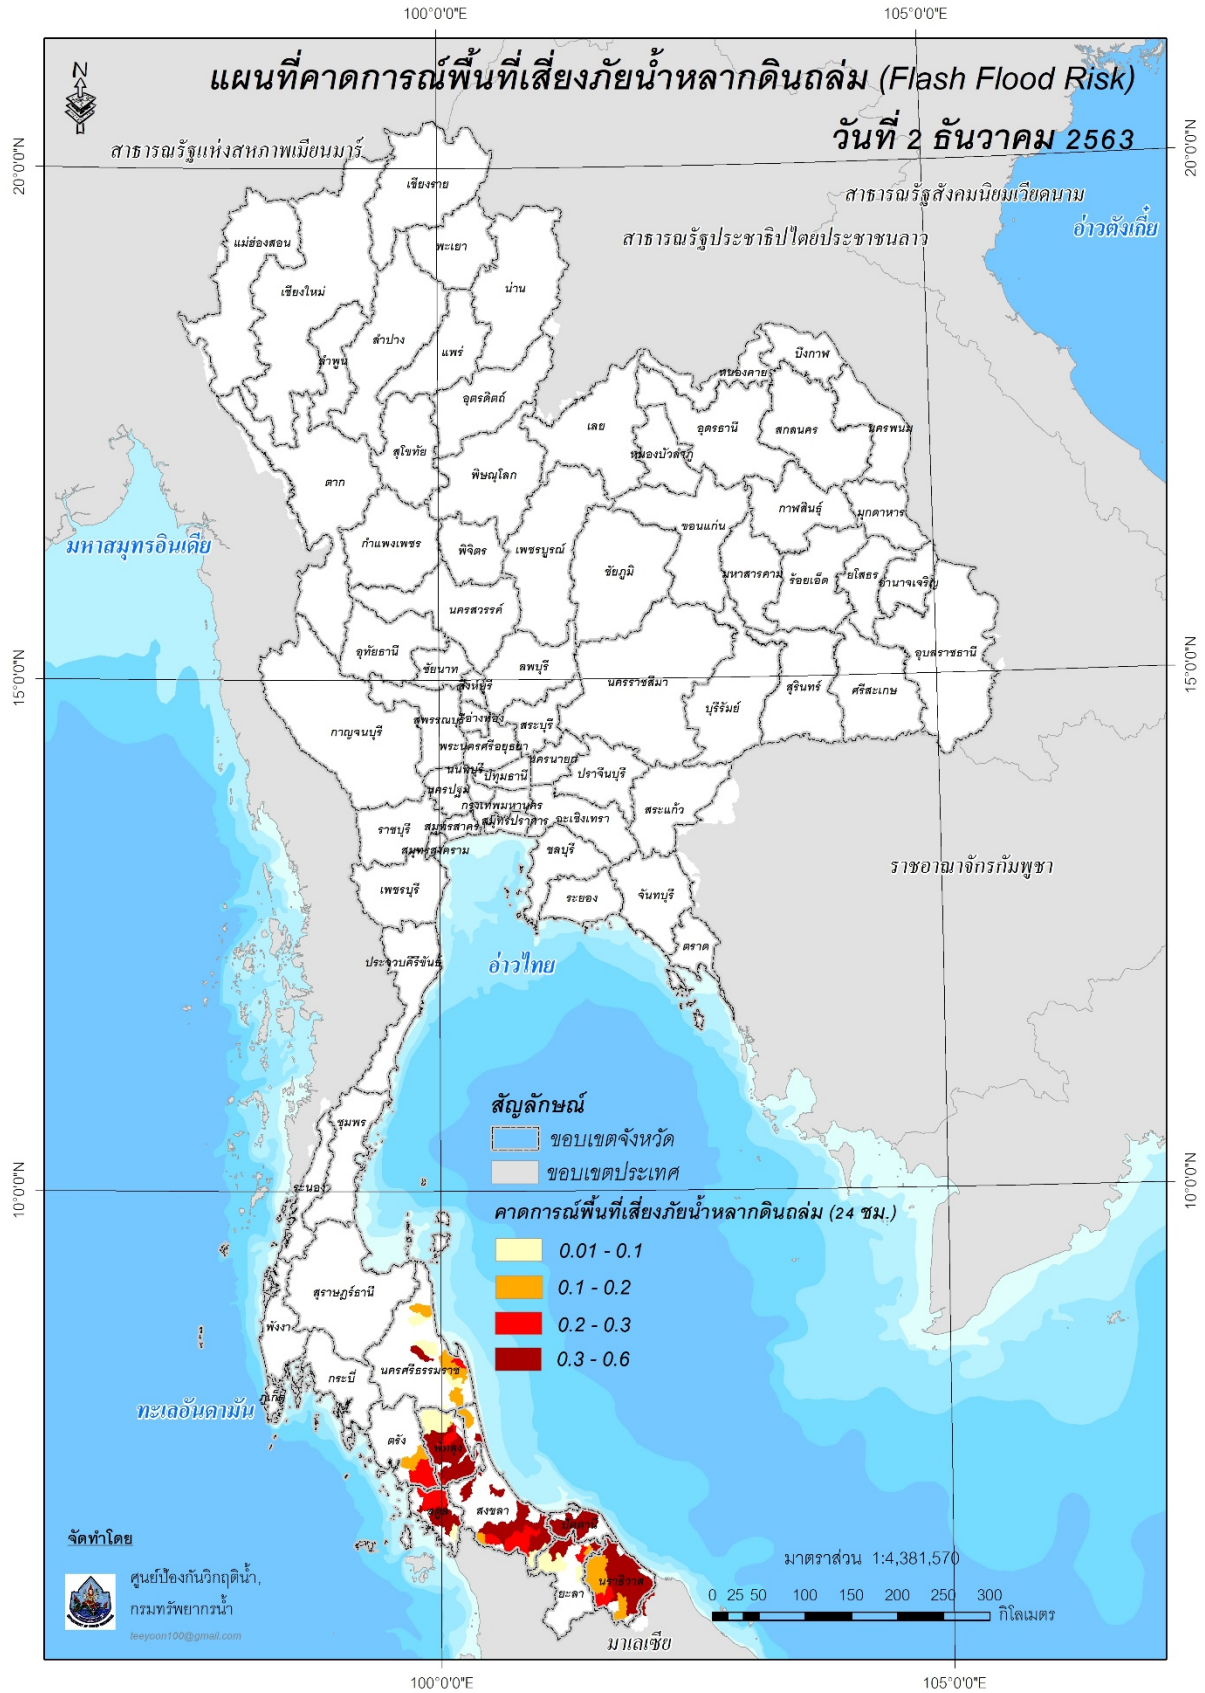 100°0'0"E
105°0'0"E
N
แผนที่คาดการณ์พื้นที่เสี่ยงภัยน้ำหลากดินถล่ม (Flash Flood Risk)
วันที่ 2 ธันวาคม 2563
20°0'0"N
20°0'0"N
สาธารณรัฐแห่งสหภาพเมียนมาร์
สาธารณรัฐสังคมนิยมเวียดนาม
สาธารณรัฐประชาธิปไตยประชาชนลาว
อ่าวตังเกี๋ย
เชียงราย
แม่ฮ่องสอน
พะเยา
เชียงใหม่
น่าน
ลำปาง
ลำพูน
แพร่
บึงกาฬ
หนองคาย
อุตรดิตถ์
เลย
อุดรธานี
สกลนคร
นครพนม
สุโขทัย
หนองบัวลำภู
ตาก
พิษณุโลก
กาฬสินธุ์
มุกดาหาร
ขอนแก่น
มหาสมุทรอินเดีย
กำแพงเพชร
พิจิตร
เพชรบูรณ์
ชัยภูมิ
มหาสารคาม
ร้อยเอ็ด
ยโสธร
อำนาจเจริญ
นครสวรรค์
อุทัยธานี
ชัยนาท
ลพบุรี
อุบลราชธานี
15°0'0"N
15°0'0"N
สิงห์บุรี
นครราชสีมา
สุรินทร์
ศรีสะเกษ
บุรีรัมย์
กาญจนบุรี
สุพรรณบุรี
อ่างทอง
สระบุรี
พระนครศรีอยุธยา
นครนายก
นนทบุรี
ปทุมธานี
ปราจีนบุรี
นครปฐม
กรุงเทพมหานคร
สระแก้ว
ราชบุรี
สมุทรสาคร
สมุทรปราการ
ฉะเชิงเทรา
สมุทรสงคราม
ชลบุรี
เพชรบุรี
ระยอง
จันทบุรี
ราชอาณาจักรกัมพูชา
ตราด
ประจวบคีรีขันธ์
อ่าวไทย
สัญลักษณ์
ชุมพร
ขอบเขตจังหวัด
ขอบเขตประเทศ
10°0'0"N
10°0'0"N
ระนอง
คาดการณ์พื้นที่เสี่ยงภัยน้ำหลากดินถล่ม (24 ชม.)
0.01 - 0.1
0.1 - 0.2
0.2 - 0.3
0.3 - 0.6
สุราษฎร์ธานี
พังงา
กระบี่
นครศรีธรรมราช
ภูเก็ต
ทะเลอันดามัน
ตรัง
พัทลุง
สตูล
สงขลา
ปัตตานี
ยะลา
นราธิวาส
มาเลเซีย
จัดทำโดย
ศูนย์ป้องกันวิกฤติน้ำ,
กรมทรัพยากรน้ำ
teeyoon100@gmail.com
มาตราส่วน 1:4,381,570
0 25 50 100 150 200 250 300
กิโลเมตร
100°0'0"E
105°0'0"E